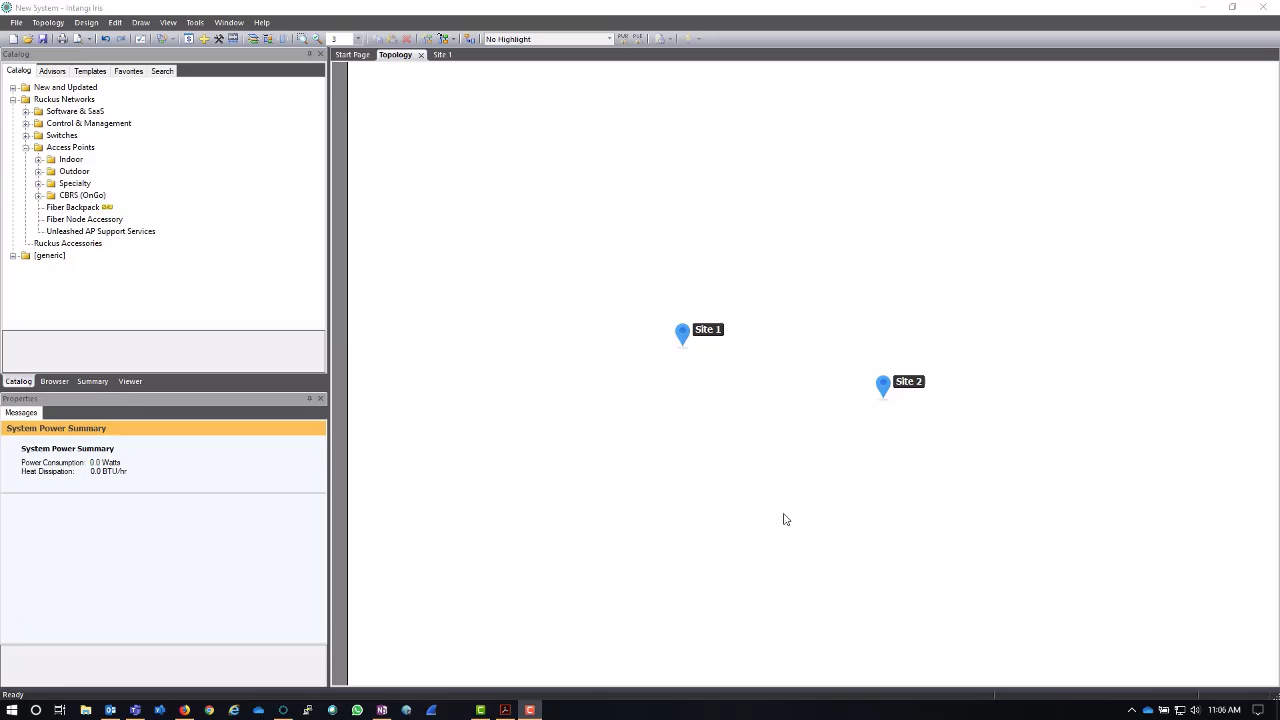 New System - Intangi Iris
File Topology Design Edit Draw View Tools Window Help
3
No Highlight
PUR PLE
Catalog
Catalog Advisors Templates Favorites Search
New and Updated
Ruckus Networks
Software & SaaS
Control & Management
Switches
Access Points
Indoor
Outdoor
Specialty
CBRS (OnGo)
Fiber Backpack
Fiber Node Accessory
Unleashed AP Support Services
Ruckus Accessories
[generic]
Catalog Browser Summary Viewer
Properties
Messages
System Power Summary
System Power Summary
Power Consumption: 0.0 Watts
Heat Dissipation: 0.0 BTU/hr
Start Page Topology Site 1
Site 1
Site 2
Ready
11:06 AM